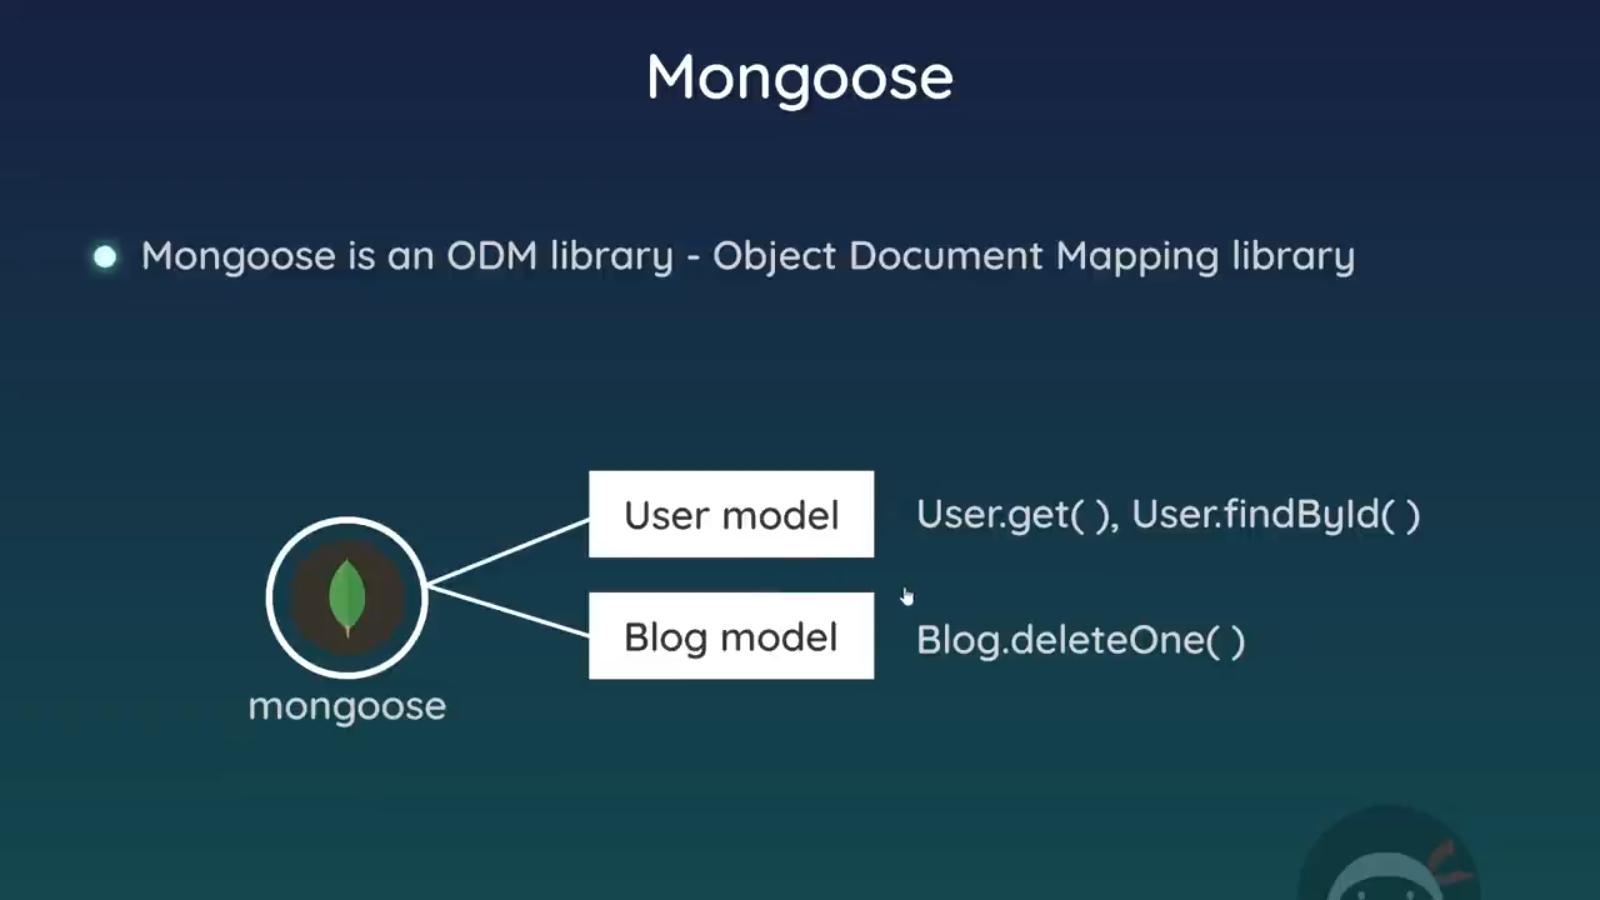 Mongoose
Mongoose is an ODM library - Object Document Mapping library
User model
User.get( ), User.findById( )
Blog model
Blog.deleteOne( )
mongoose